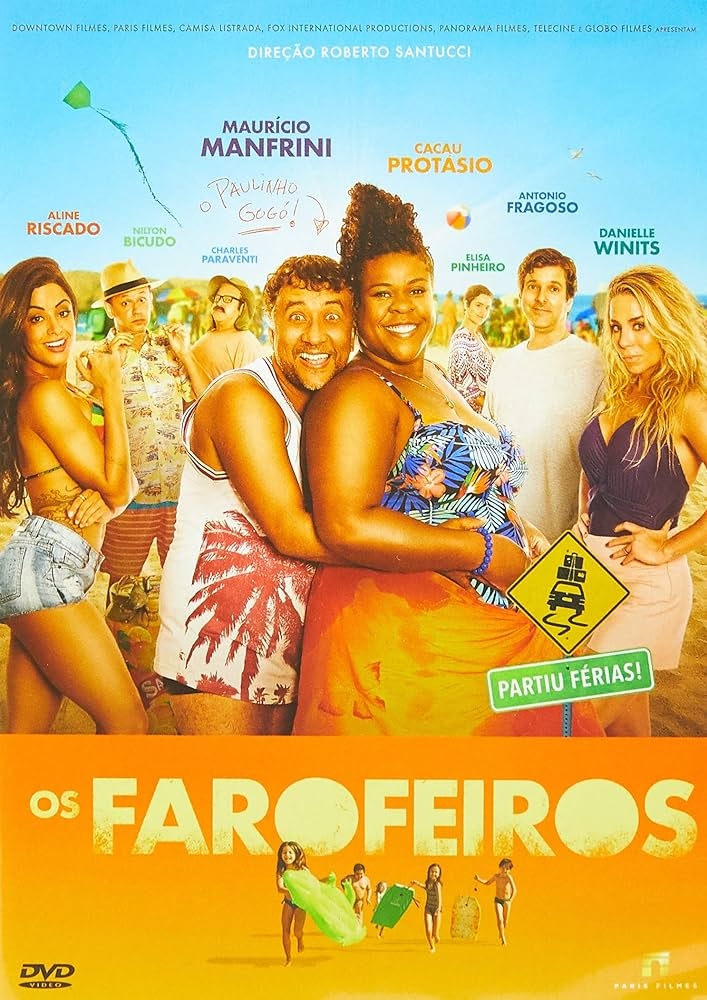 DOWNTOWN FILMES, PARIS FILMES, CAMISA LISTRADA, FOX INTERNATIONAL PRODUCTIONS, PANORAMA FILMES, TELECINE E GLOBO FILMES APRESENTAM
DIREÇÃO ROBERTO SANTUCCI
MAURÍCIO
MANFRINI
CACAU
PROTÁSIO
O PAULINHO
GOGÓ!
ALINE
RISCADO
NILTON
BICUDO
CHARLES
PARAVENTI
ANTONIO
FRAGOSO
ELISA
PINHEIRO
DANIELLE
WINITS
PARTIU FÉRIAS!
OS FAROFEIROS
DVD
VIDEO
PARIS FILMES